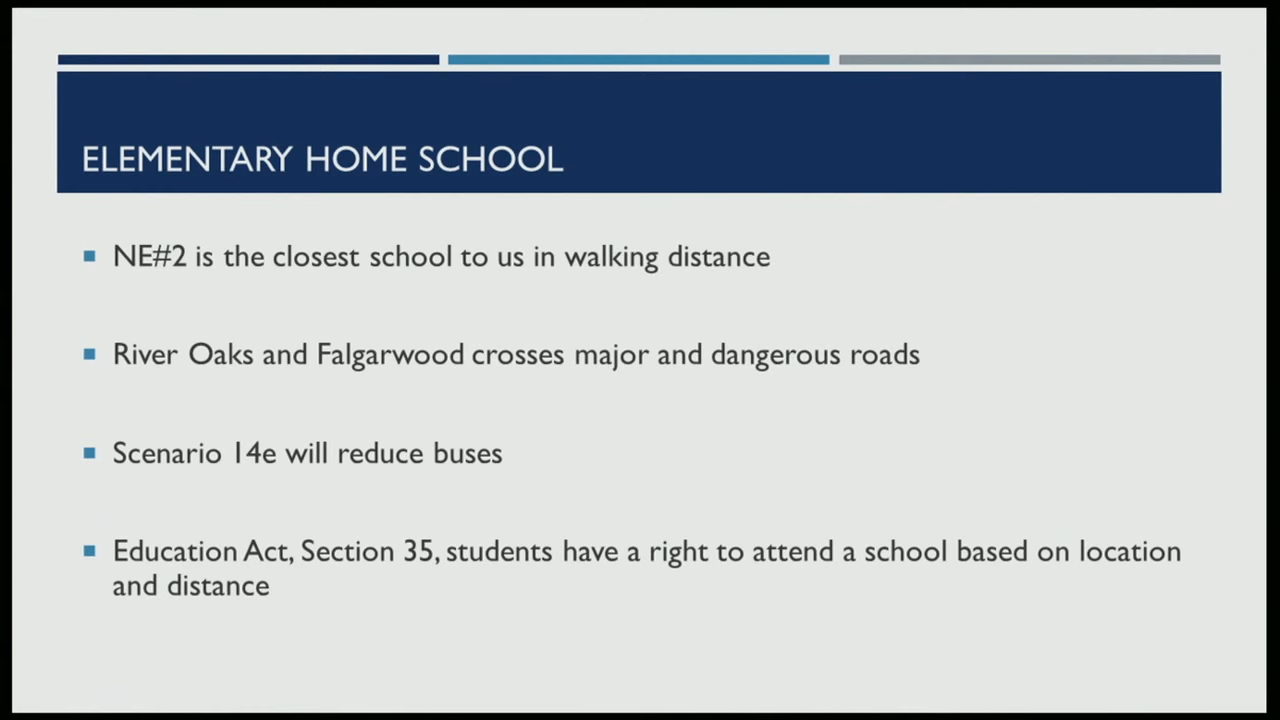 ELEMENTARY HOME SCHOOL
NE#2 is the closest school to us in walking distance
River Oaks and Falgarwood crosses major and dangerous roads
Scenario 14e will reduce buses
Education Act, Section 35, students have a right to attend a school based on location
and distance